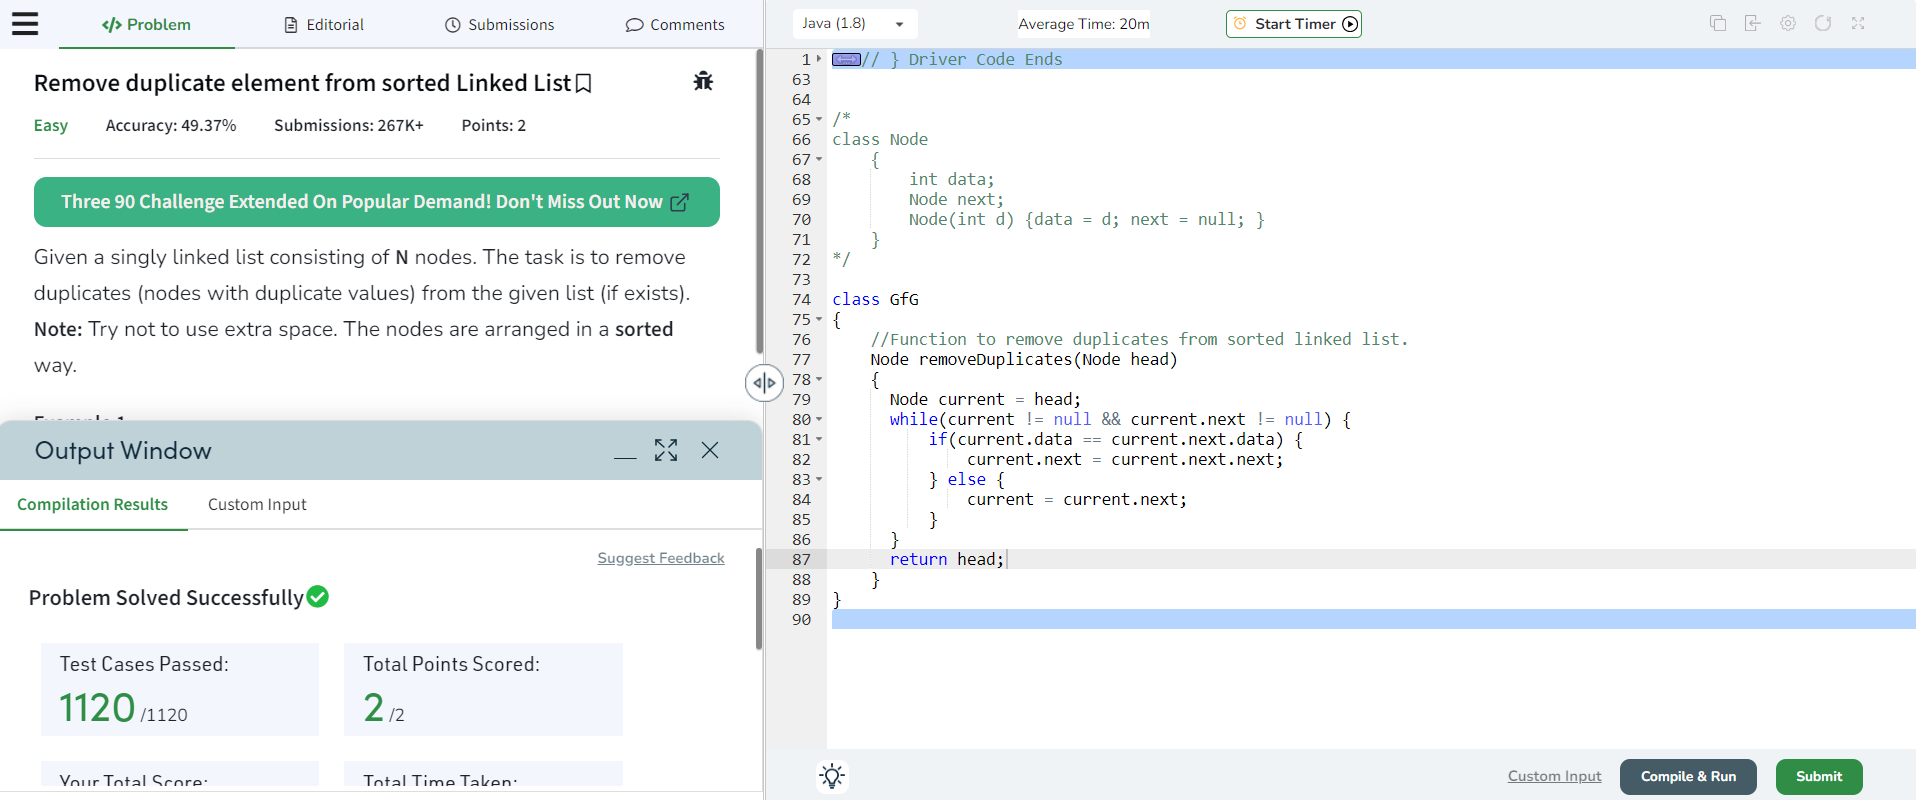 Problem
Editorial
Submissions
Comments
Remove duplicate element from sorted Linked List
Easy Accuracy: 49.37% Submissions: 267K+ Points: 2
Three 90 Challenge Extended On Popular Demand! Don't Miss Out Now
Given a singly linked list consisting of N nodes. The task is to remove
duplicates (nodes with duplicate values) from the given list (if exists).
Note: Try not to use extra space. The nodes are arranged in a sorted
way.
Output Window
Compilation Results Custom Input
Suggest Feedback
Problem Solved Successfully
Test Cases Passed:
1120 /1120
Total Points Scored:
2 /2
Your Total Score:
Total Time Taken:
Java (1.8)
Average Time: 20m
Start Timer
1 // } Driver Code Ends
63
64
65 /*
66 class Node
67 {
68 int data;
69 Node next;
70 Node(int d) {data = d; next = null; }
71 }
72 */
73
74 class GfG
75 {
76 //Function to remove duplicates from sorted linked list.
77 Node removeDuplicates(Node head)
78 {
79 Node current = head;
80 while(current != null && current.next != null) {
81 if(current.data == current.next.data) {
82 current.next = current.next.next;
83 } else {
84 current = current.next;
85 }
86 }
87 return head;
88 }
89 }
90
Custom Input
Compile & Run
Submit